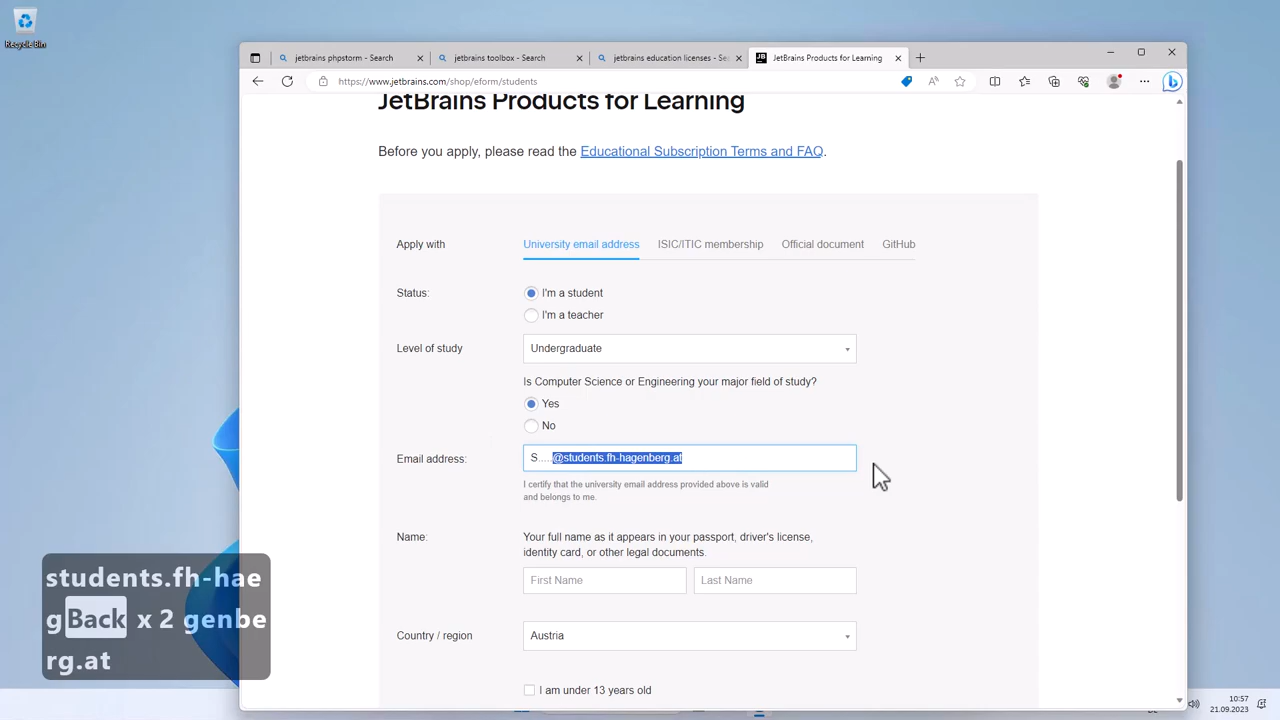 Recycle Bin
jetbrains phpstorm - Search
jetbrains toolbox - Search
jetbrains education licenses - Se
JetBrains Products for Learning
https://www.jetbrains.com/shop/eform/students
JetBrains Products for Learning
Before you apply, please read the Educational Subscription Terms and FAQ.
Apply with
University email address
ISIC/ITIC membership
Official document
GitHub
Status:
I'm a student
I'm a teacher
Level of study
Undergraduate
Is Computer Science or Engineering your major field of study?
Yes
No
Email address:
S.....@students.fh-hagenberg.at
I certify that the university email address provided above is valid
and belongs to me.
Name:
Your full name as it appears in your passport, driver's license,
identity card, or other legal documents.
First Name
Last Name
Country / region
Austria
I am under 13 years old
students.fh-hae
gBack x 2 genbe
rg.at
10:57
21.09.2023